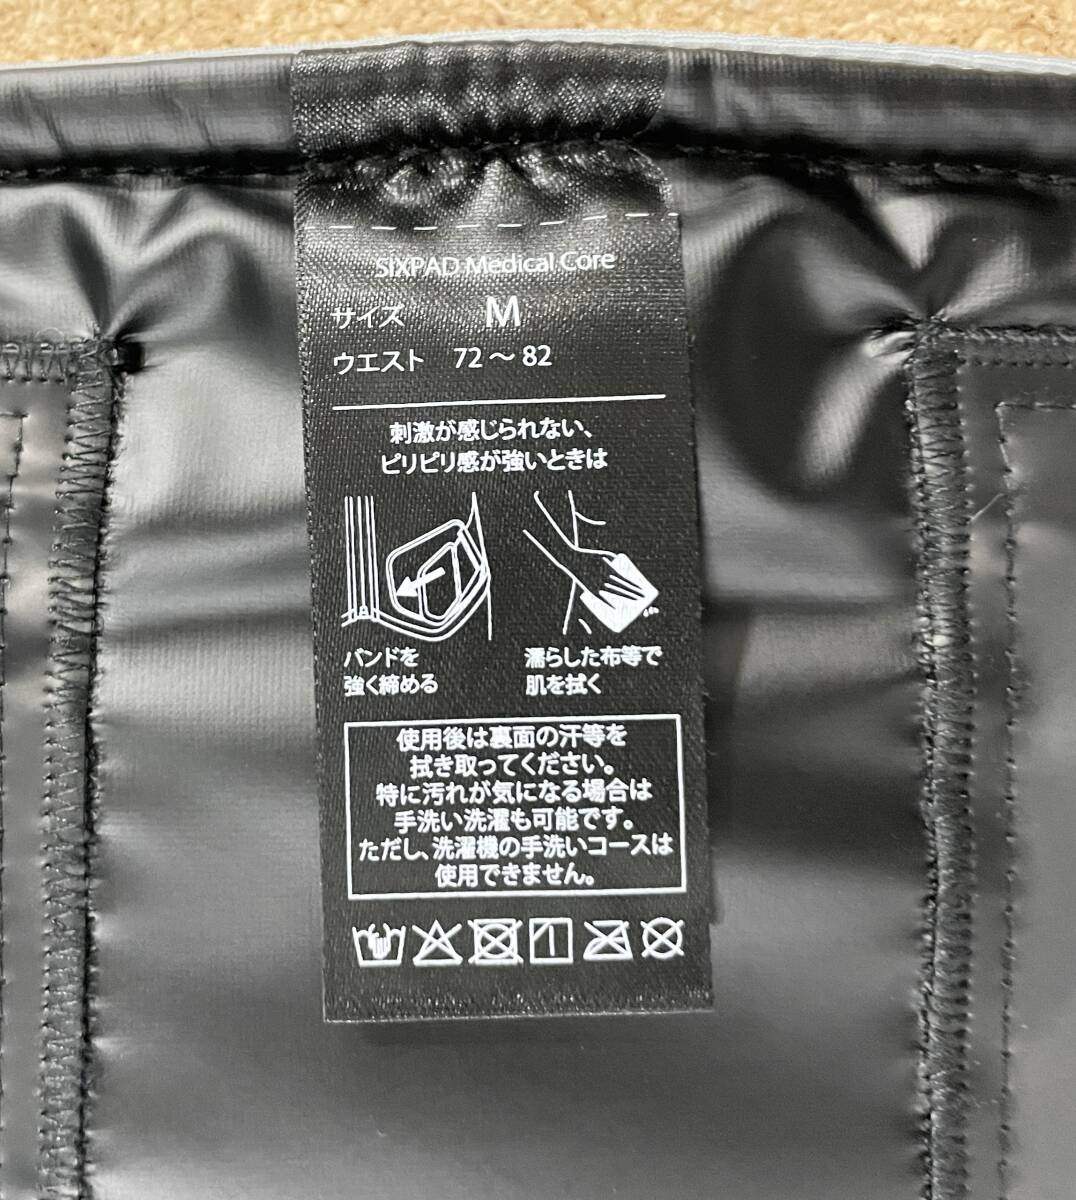 SIXPAD Medical Core
サイズ M
ウエスト 72～82
刺激が感じられない、
ピリピリ感が強いときは
バンドを
強く締める
濡らした布等で
肌を拭く
使用後は裏面の汗等を
拭き取ってください。
特に汚れが気になる場合は
手洗い洗濯も可能です。
ただし、洗濯機の手洗いコースは
使用できません。